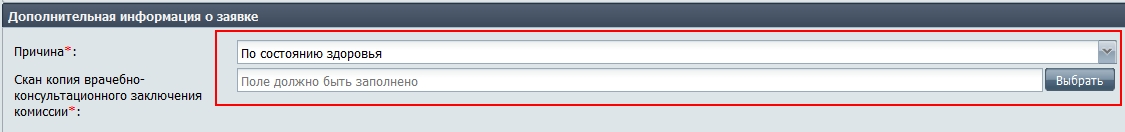 Дополнительная информация о заявке
Причина*:
По состоянию здоровья
Скан копия врачебно-
консультационного заключения
комиссии*:
Поле должно быть заполнено
Выбрать